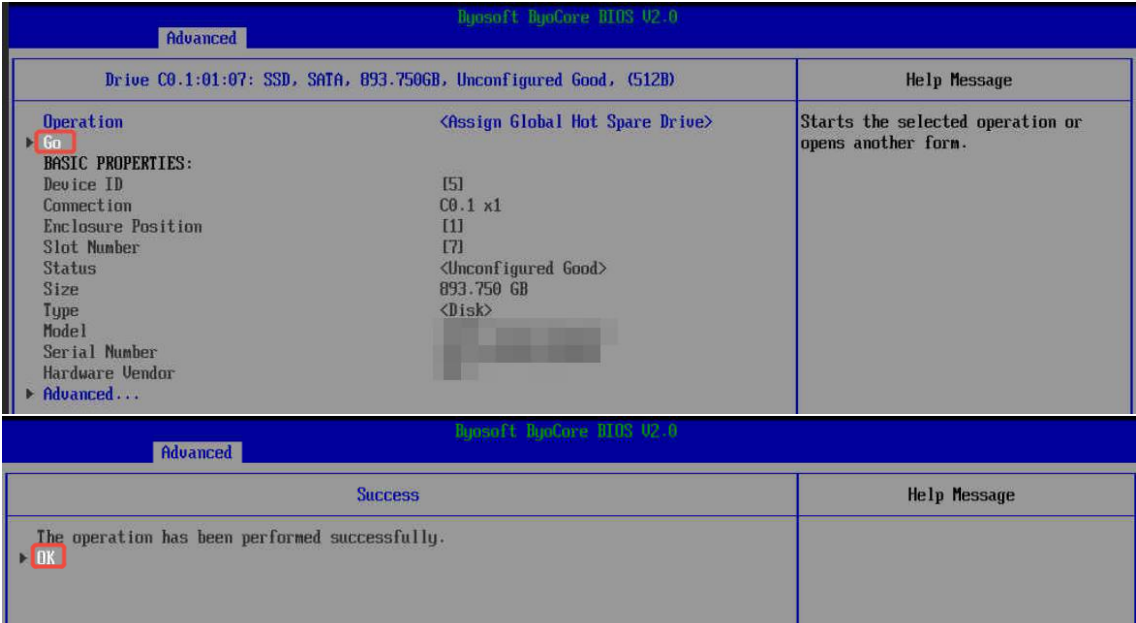 Byosoft ByoCore BIOS V2.0
Advanced
Drive C0.1:01:07: SSD, SATA, 893.750GB, Unconfigured Good, (512B)
Help Message
Operation <Assign Global Hot Spare Drive>
Starts the selected operation or
opens another form.
Go
BASIC PROPERTIES:
Device ID [5]
Connection C0.1 x1
Enclosure Position [1]
Slot Number [7]
Status <Unconfigured Good>
Size 893.750 GB
Type <Disk>
Model
Serial Number
Hardware Vendor
Advanced...
Byosoft ByoCore BIOS V2.0
Advanced
Success
Help Message
The operation has been performed successfully.
OK